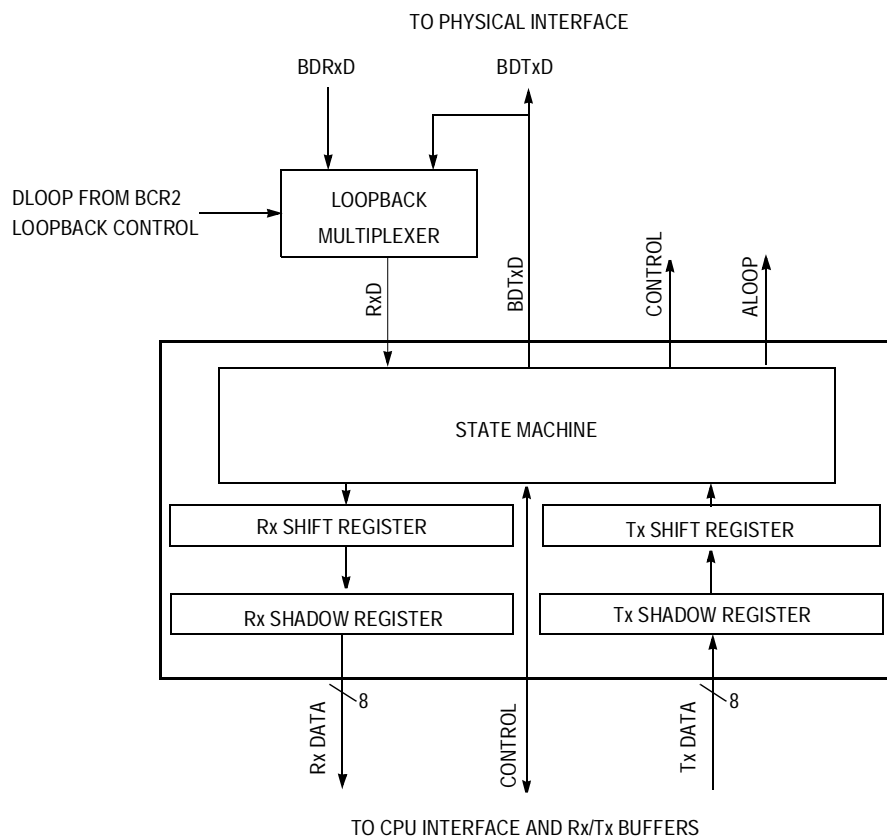 TO PHYSICAL INTERFACE
BDRxD
BDTxD
DLOOP FROM BCR2
LOOPBACK CONTROL
LOOPBACK
MULTIPLEXER
RxD
BDTxD
CONTROL
ALOOP
STATE MACHINE
Rx SHIFT REGISTER
Tx SHIFT REGISTER
Rx SHADOW REGISTER
Tx SHADOW REGISTER
8
8
Rx DATA
CONTROL
Tx DATA
TO CPU INTERFACE AND Rx/Tx BUFFERS